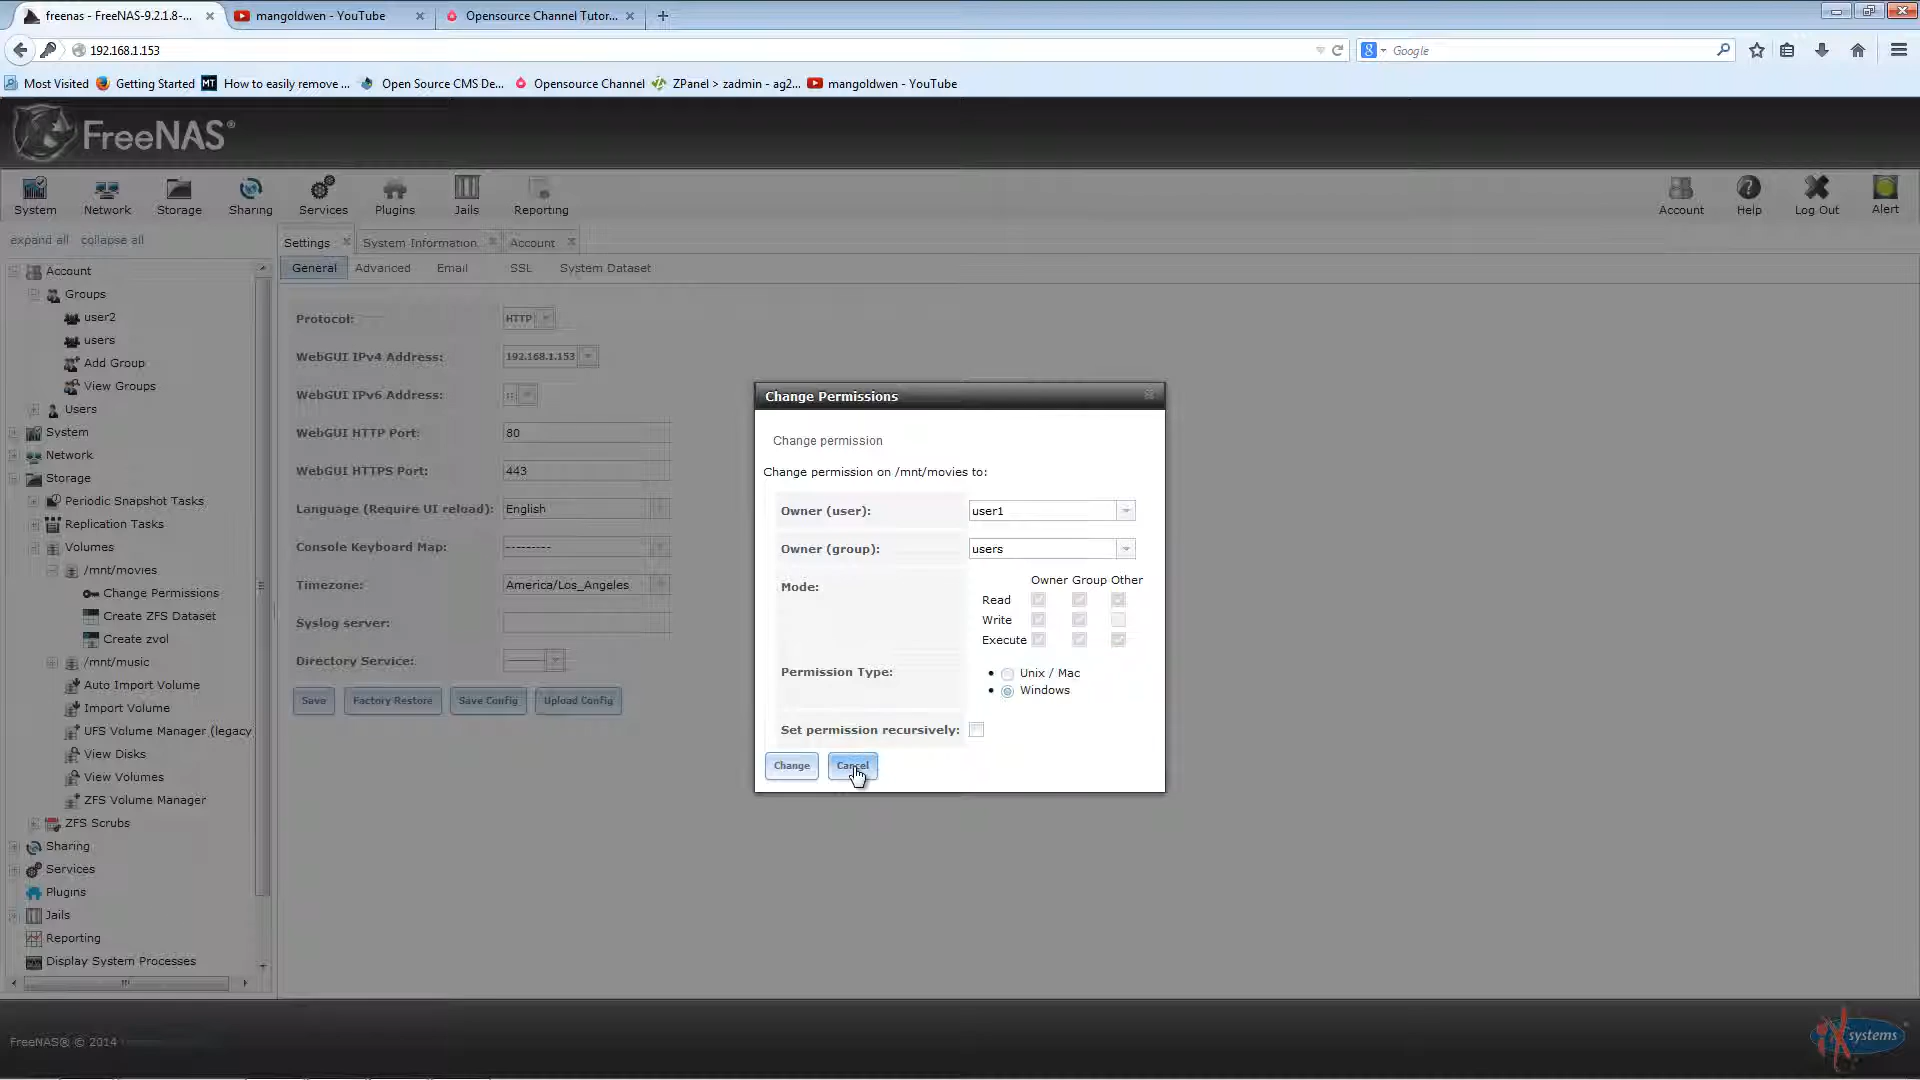 freenas - FreeNAS-9.2.1.8-...
mangoldwen - YouTube
Opensource Channel Tutor...
192.168.1.153
Google
Most Visited
Getting Started
MT
How to easily remove ...
Open Source CMS De...
Opensource Channel
ZPanel > zadmin - ag2...
mangoldwen - YouTube
FreeNAS®
System
Network
Storage
Sharing
Services
Plugins
Jails
Reporting
Account
Help
Log Out
Alert
expand all
collapse all
Settings
System Information
Account
General
Advanced
Email
SSL
System Dataset
Account
Groups
user2
users
Add Group
View Groups
Users
System
Network
Storage
Periodic Snapshot Tasks
Replication Tasks
Volumes
/mnt/movies
Change Permissions
Create ZFS Dataset
Create zvol
/mnt/music
Auto Import Volume
Import Volume
UFS Volume Manager (legacy
View Disks
View Volumes
ZFS Volume Manager
ZFS Scrubs
Sharing
Services
Plugins
Jails
Reporting
Display System Processes
Protocol:
HTTP
WebGUI IPv4 Address:
192.168.1.153
WebGUI IPv6 Address:
::
WebGUI HTTP Port:
80
WebGUI HTTPS Port:
443
Language (Require UI reload):
English
Console Keyboard Map:
---------
Timezone:
America/Los_Angeles
Syslog server:
Directory Service:
Save
Factory Restore
Save Config
Upload Config
Change Permissions
Change permission
Change permission on /mnt/movies to:
Owner (user):
user1
Owner (group):
users
Mode:
Owner Group Other
Read
Write
Execute
Permission Type:
Unix / Mac
Windows
Set permission recursively:
Change
Cancel
FreeNAS® © 2014
iXsystems